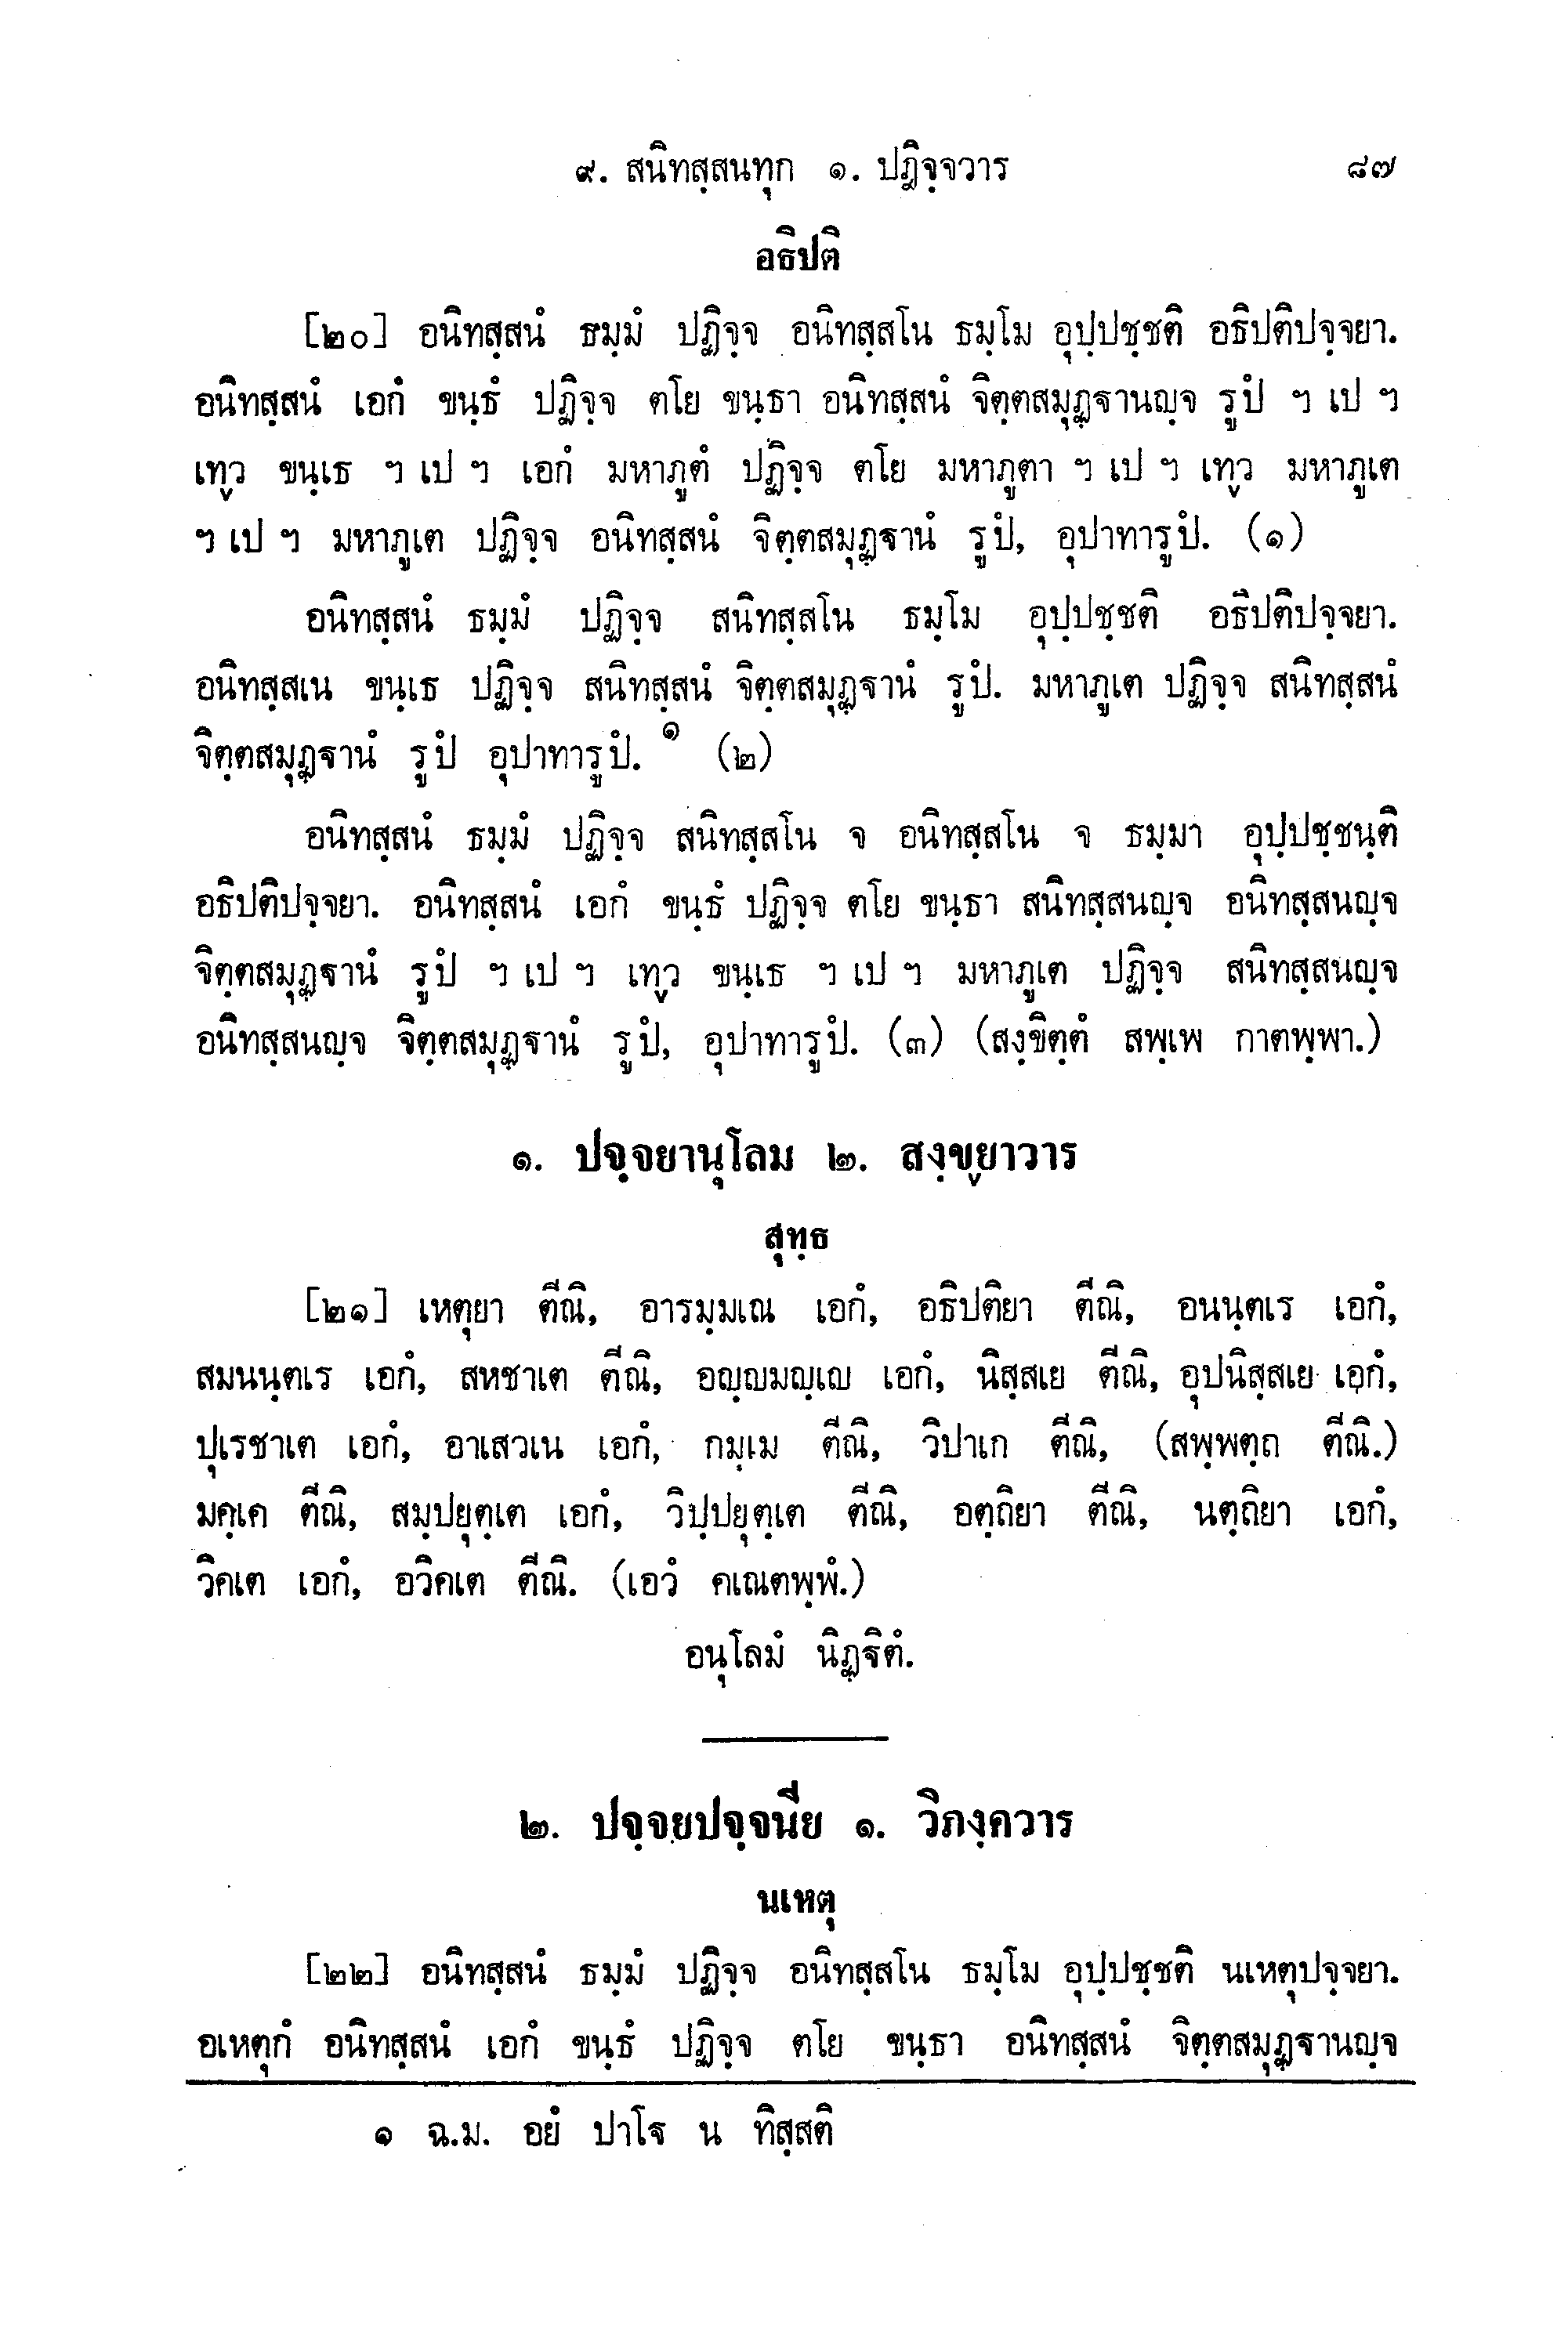 ๙. สนิทสฺสนทุก ๑. ปฏิจฺจวาร ๘๗
อธิปติ
[๒๐] อนิทสฺสนํ ธมฺมํ ปฏิจฺจ อนิทสฺสโน ธมฺโม อุปฺปชฺชติ อธิปติปจฺจยา.
อนิทสฺสนํ เอกํ ขนฺธํ ปฏิจฺจ ตโย ขนฺธา อนิทสฺสนํ จิตฺตสมุฏฺฐานญฺจ รูปํ ฯ เป ฯ
เทฺว ขนฺเธ ฯ เป ฯ เอกํ มหาภูตํ ปฏิจฺจ ตโย มหาภูตา ฯ เป ฯ เทฺว มหาภูเต
ฯ เป ฯ มหาภูเต ปฏิจฺจ อนิทสฺสนํ จิตฺตสมุฏฺฐานํ รูปํ, อุปาทารูปํ. (๑)
อนิทสฺสนํ ธมฺมํ ปฏิจฺจ สนิทสฺสโน ธมฺโม อุปฺปชฺชติ อธิปติปจฺจยา.
อนิทสฺสเน ขนฺเธ ปฏิจฺจ สนิทสฺสนํ จิตฺตสมุฏฺฐานํ รูปํ. มหาภูเต ปฏิจฺจ สนิทสฺสนํ
จิตฺตสมุฏฺฐานํ รูปํ อุปาทารูปํ.๑ (๒)
อนิทสฺสนํ ธมฺมํ ปฏิจฺจ สนิทสฺสโน จ อนิทสฺสโน จ ธมฺมา อุปฺปชฺชนฺติ
อธิปติปจฺจยา. อนิทสฺสนํ เอกํ ขนฺธํ ปฏิจฺจ ตโย ขนฺธา สนิทสฺสนญฺจ อนิทสฺสนญฺจ
จิตฺตสมุฏฺฐานํ รูปํ ฯ เป ฯ เทฺว ขนฺเธ ฯ เป ฯ มหาภูเต ปฏิจฺจ สนิทสฺสนญฺจ
อนิทสฺสนญฺจ จิตฺตสมุฏฺฐานํ รูปํ, อุปาทารูปํ. (๓) (สงฺขิตฺตํ สพฺเพ กาตพฺพา.)
๑. ปจฺจยานุโลม ๒. สงฺขฺยาวาร
สุทฺธ
[๒๑] เหตุยา ตีณิ, อารมฺมเณ เอกํ, อธิปติยา ตีณิ, อนนฺตเร เอกํ,
สมนนฺตเร เอกํ, สหชาเต ตีณิ, อญฺญมญฺเญ เอกํ, นิสฺสเย ตีณิ, อุปนิสฺสเย เอกํ,
ปุเรชาเต เอกํ, อาเสวเน เอกํ, กมฺเม ตีณิ, วิปาเก ตีณิ, (สพฺพตฺถ ตีณิ.)
มคฺเค ตีณิ, สมฺปยุตฺเต เอกํ, วิปฺปยุตฺเต ตีณิ, อตฺถิยา ตีณิ, นตฺถิยา เอกํ,
วิคเต เอกํ, อวิคเต ตีณิ. (เอวํ คเณตพฺพํ.)
อนุโลมํ นิฏฺฐิตํ.
๒. ปจฺจยปจฺจนีย ๑. วิภงฺควาร
นเหตุ
[๒๒] อนิทสฺสนํ ธมฺมํ ปฏิจฺจ อนิทสฺสโน ธมฺโม อุปฺปชฺชติ นเหตุปจฺจยา.
อเหตุกํ อนิทสฺสนํ เอกํ ขนฺธํ ปฏิจฺจ ตโย ขนฺธา อนิทสฺสนํ จิตฺตสมุฏฺฐานญฺจ
๑ ฉ.ม. อยํ ปาโฐ น ทิสฺสติ